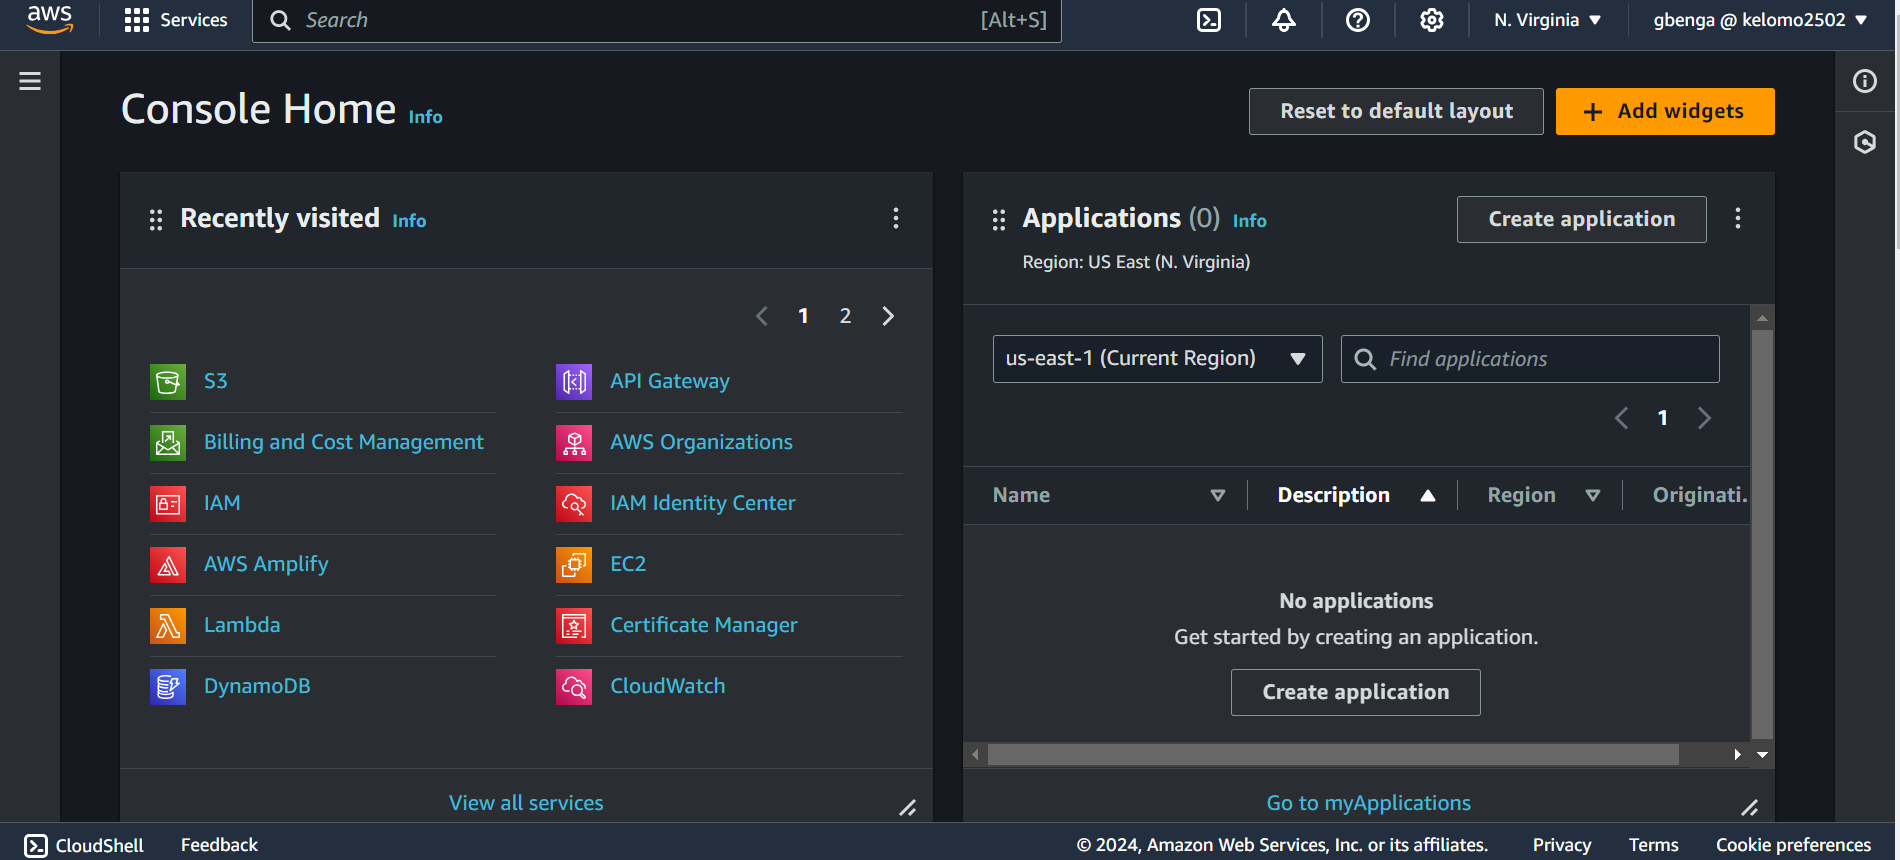 aws
Services
Search
[Alt+S]
N. Virginia
gbenga @ kelomo2502
Console Home Info
Reset to default layout
Add widgets
Recently visited Info
1 2
S3
API Gateway
Billing and Cost Management
AWS Organizations
IAM
IAM Identity Center
AWS Amplify
EC2
Lambda
Certificate Manager
DynamoDB
CloudWatch
View all services
Applications (0) Info
Create application
Region: US East (N. Virginia)
us-east-1 (Current Region)
Find applications
1
Name
Description
Region
Originati.
No applications
Get started by creating an application.
Create application
Go to myApplications
CloudShell
Feedback
© 2024, Amazon Web Services, Inc. or its affiliates.
Privacy
Terms
Cookie preferences